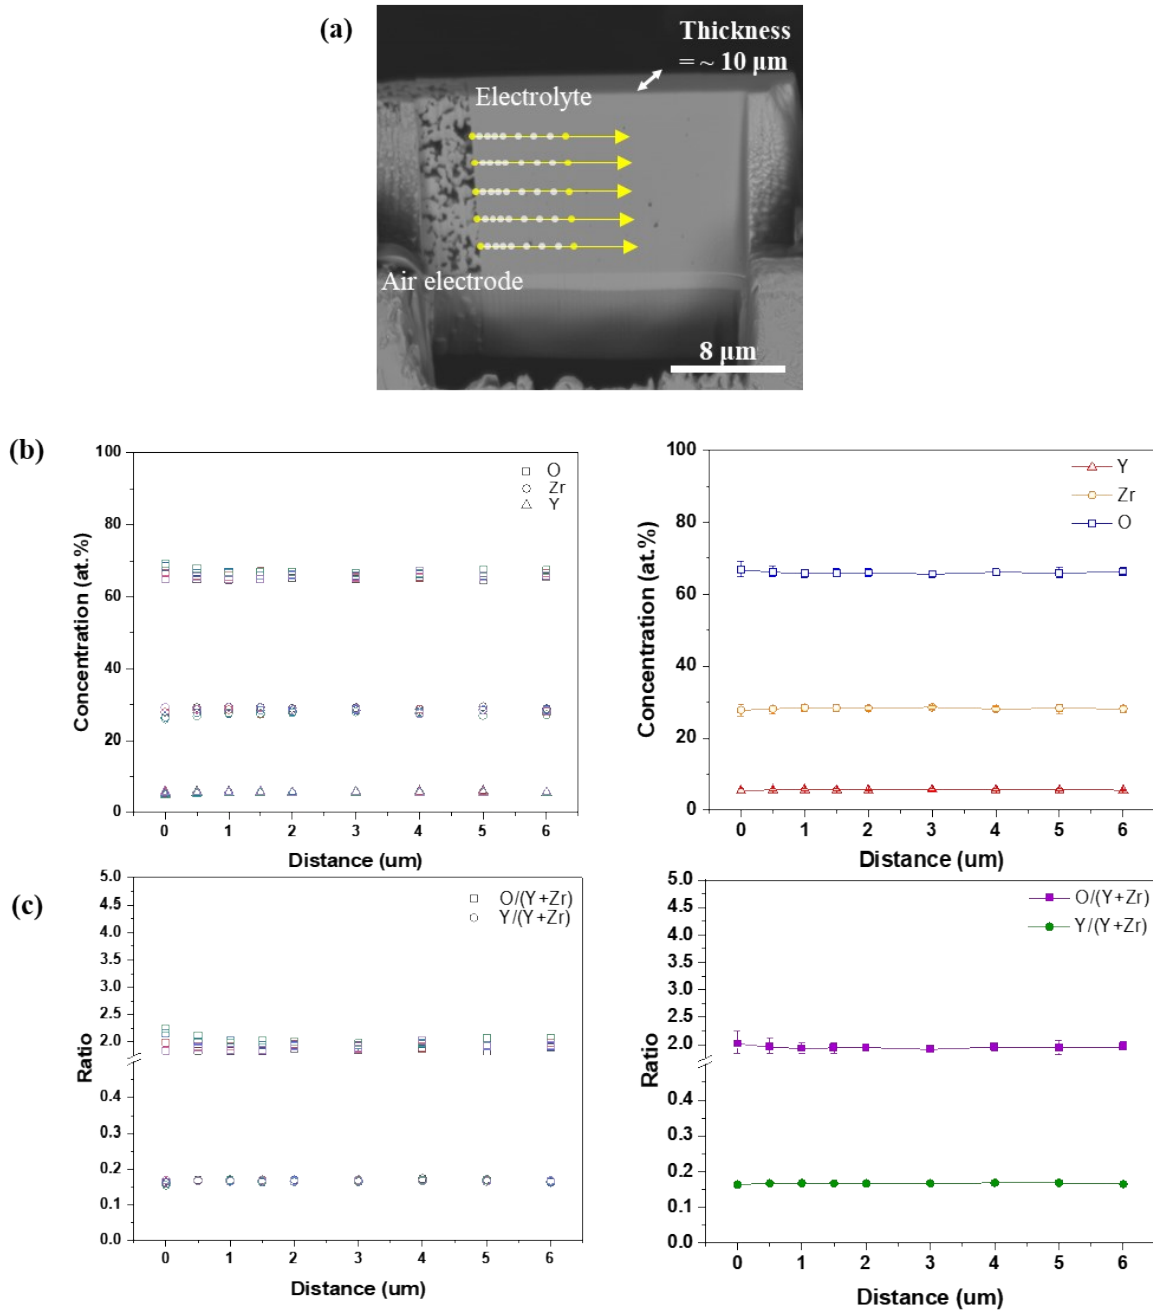 (a)
Thickness
= ~ 10 µm
Electrolyte
Air electrode
8 µm
(b)
100
80
60
40
20
0
Concentration (at.%)
O
Zr
Y
0 1 2 3 4 5 6
Distance (um)
100
80
60
40
20
0
Concentration (at.%)
Y
Zr
O
0 1 2 3 4 5 6
Distance (um)
(c)
5.0
4.5
4.0
3.5
3.0
2.5
2.0
0.4
0.3
0.2
0.1
0.0
Ratio
O/(Y+Zr)
Y/(Y+Zr)
0 1 2 3 4 5 6
Distance (um)
5.0
4.5
4.0
3.5
3.0
2.5
2.0
0.4
0.3
0.2
0.1
0.0
Ratio
O/(Y+Zr)
Y/(Y+Zr)
0 1 2 3 4 5 6
Distance (um)